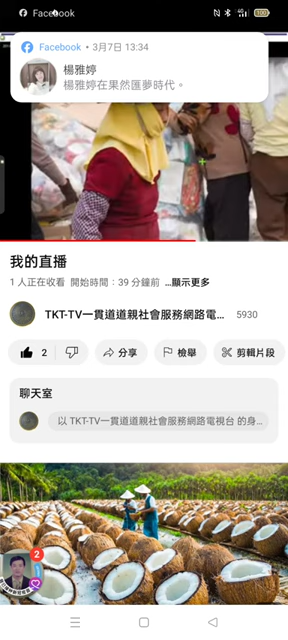 Facebook
100
Facebook • 3月7日 13:34
楊雅婷
楊雅婷在果然匯夢時代。
我的直播
1 人正在收看 開始時間：39 分鐘前 ...顯示更多
TKT-TV一貫道道親社會服務網路電... 5930
2 分享 檢舉 剪輯片段
聊天室
以 TKT-TV一貫道道親社會服務網路電視台 的身...
2